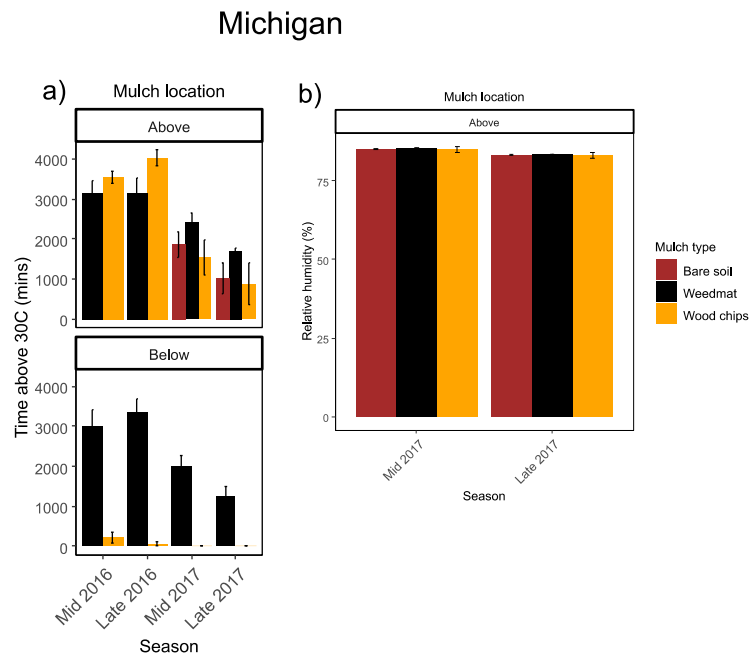 Michigan
a)
Mulch location
Above
4000
3000
2000
1000
0
Below
4000
3000
2000
1000
0
Time above 30C (mins)
Mid 2016
Late 2016
Mid 2017
Late 2017
Season
b)
Mulch location
Above
75
50
25
0
Relative humidity (%)
Mid 2017
Late 2017
Season
Mulch type
Bare soil
Weedmat
Wood chips